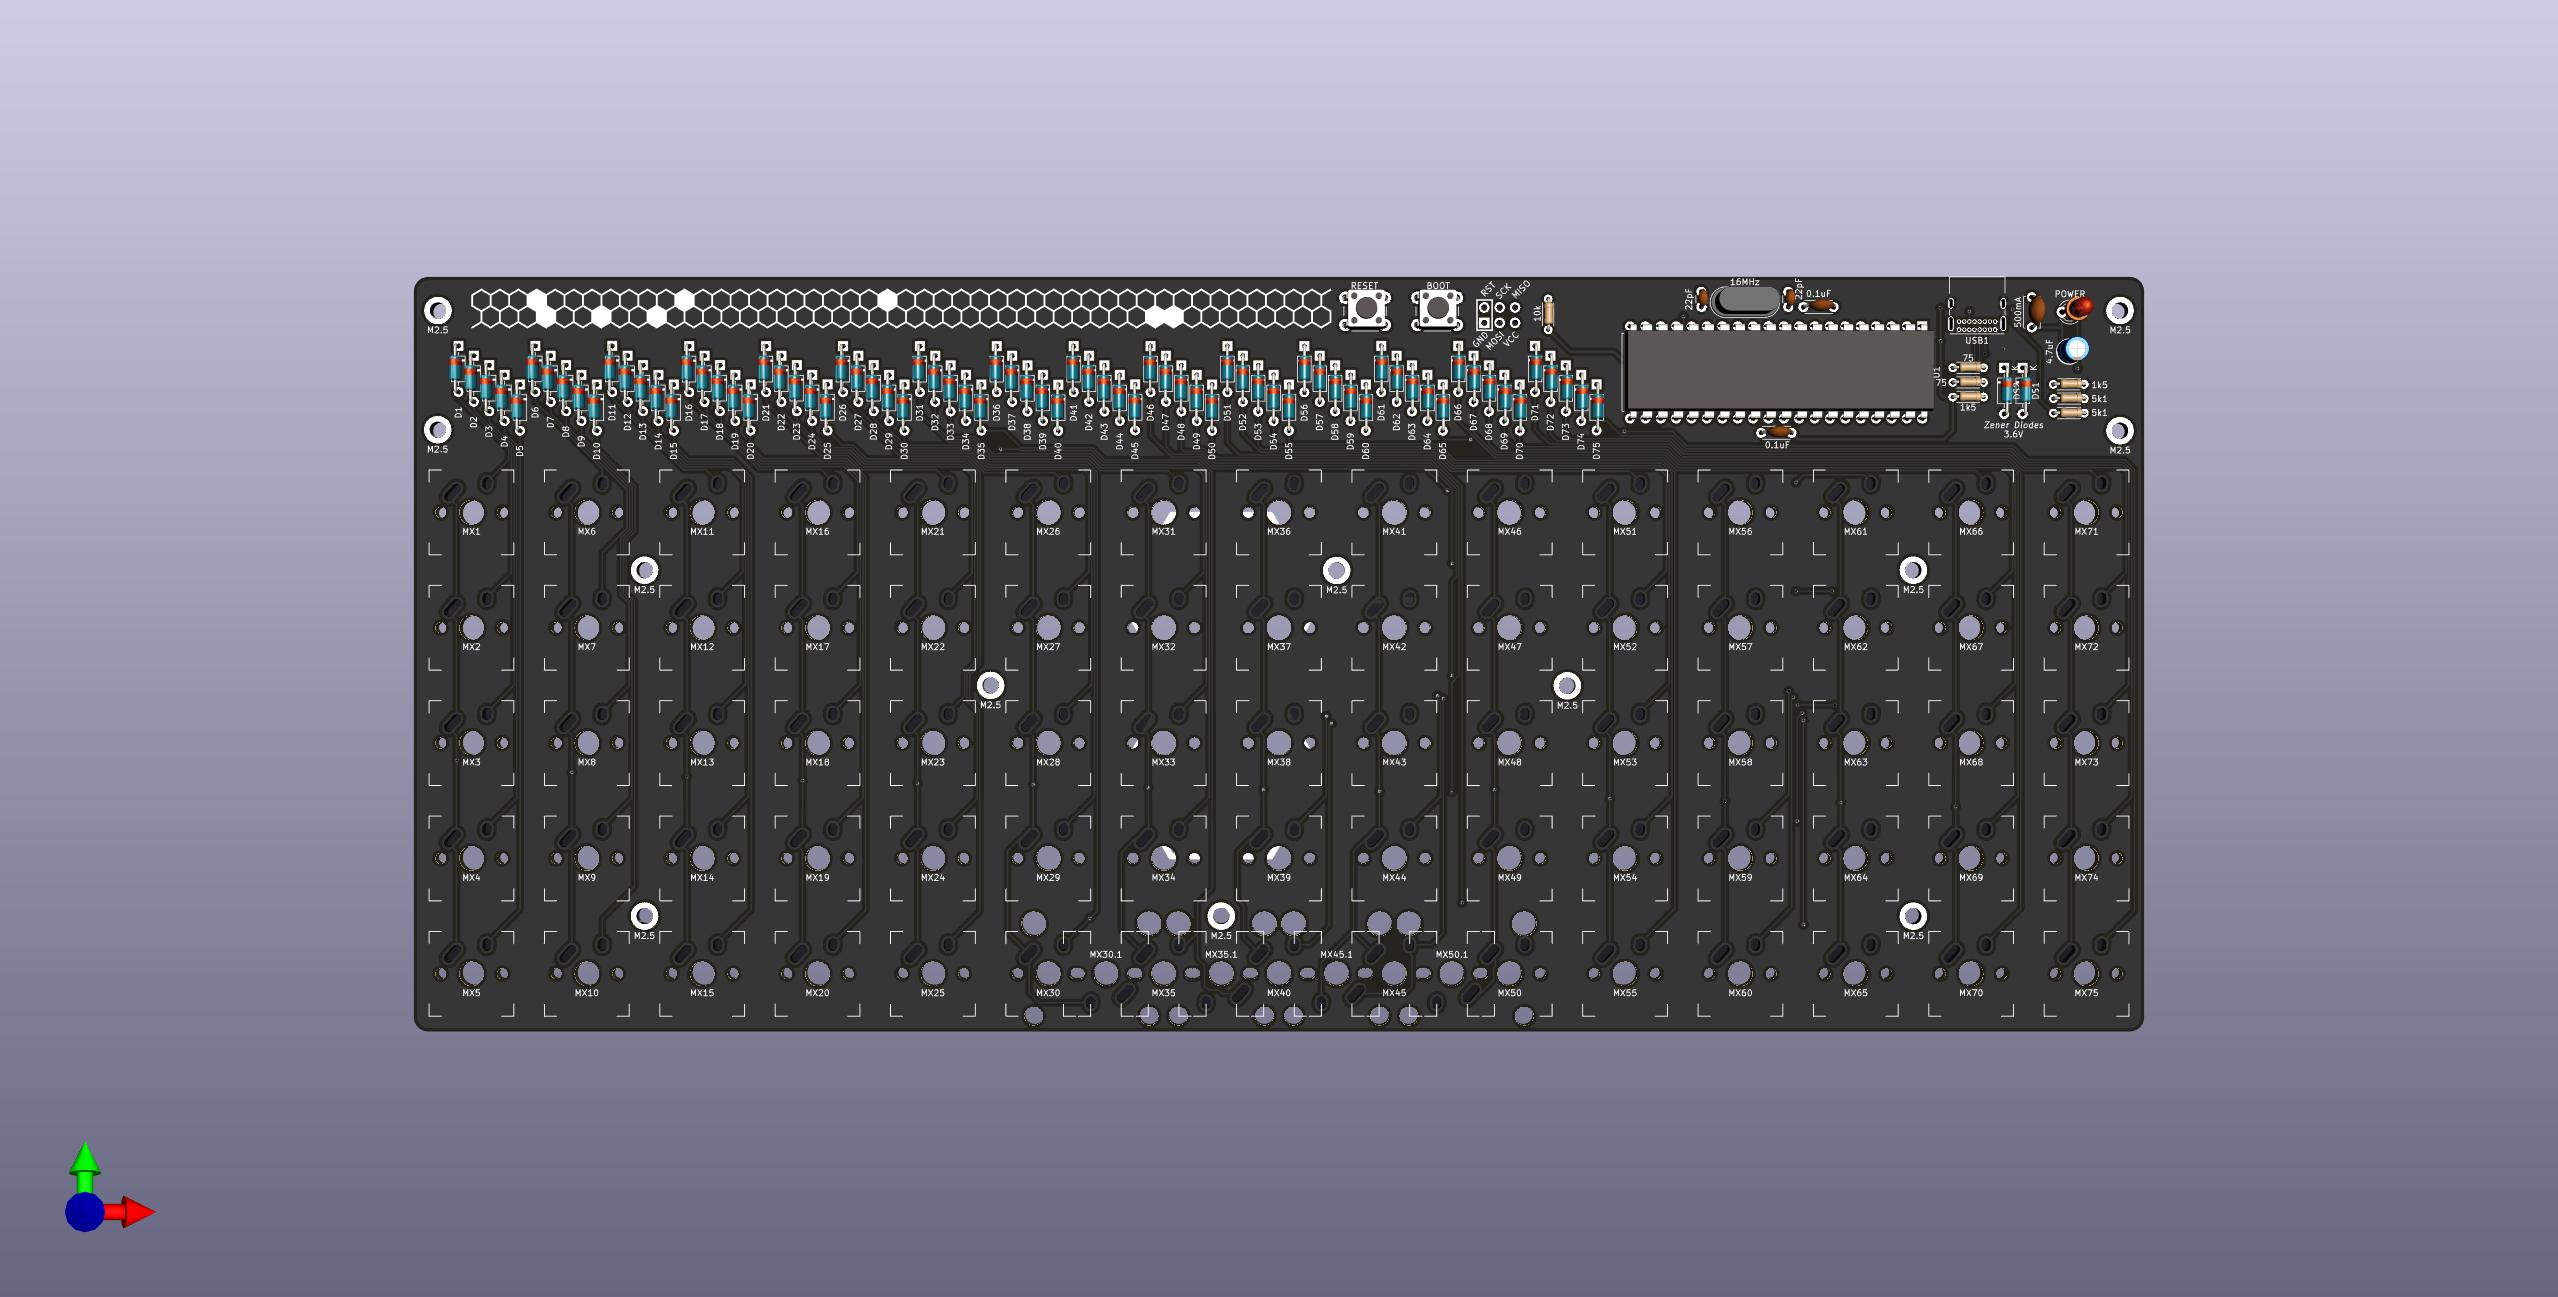 RESET BOOT RST SCK MISO 16MHz POWER
M2.5 GND MOSI VCC 10k 22pF 22pF 0.1uF 500mA M2.5
USB1
4.7uF
D1 D2 D3 D4 D5 D6 D7 D8 D9 D10 D11 D12 D13 D14 D15 D16 D17 D18 D19 D20 D21 D22 D23 D24 D25 D26 D27 D28 D29 D30 D31 D32 D33 D34 D35 D36 D37 D38 D39 D40 D41 D42 D43 D44 D45 D46 D47 D48 D49 D50 D51 D52 D53 D54 D55 D56 D57 D58 D59 D60 D61 D62 D63 D64 D65 D66 D67 D68 D69 D70 D71 D72 D73 D74 D75
U1 75 K K
75 DS1 1k5
1k5 5k1
5k1
Zener Diodes
3.6V
M2.5 0.1uF M2.5
MX1 MX6 MX11 MX16 MX21 MX26 MX31 MX36 MX41 MX46 MX51 MX56 MX61 MX66 MX71
M2.5 M2.5 M2.5
MX2 MX7 MX12 MX17 MX22 MX27 MX32 MX37 MX42 MX47 MX52 MX57 MX62 MX67 MX72
M2.5 M2.5
MX3 MX8 MX13 MX18 MX23 MX28 MX33 MX38 MX43 MX48 MX53 MX58 MX63 MX68 MX73
MX4 MX9 MX14 MX19 MX24 MX29 MX34 MX39 MX44 MX49 MX54 MX59 MX64 MX69 MX74
M2.5 M2.5 M2.5
MX30.1 MX35.1 MX45.1 MX50.1
MX5 MX10 MX15 MX20 MX25 MX30 MX35 MX40 MX45 MX50 MX55 MX60 MX65 MX70 MX75